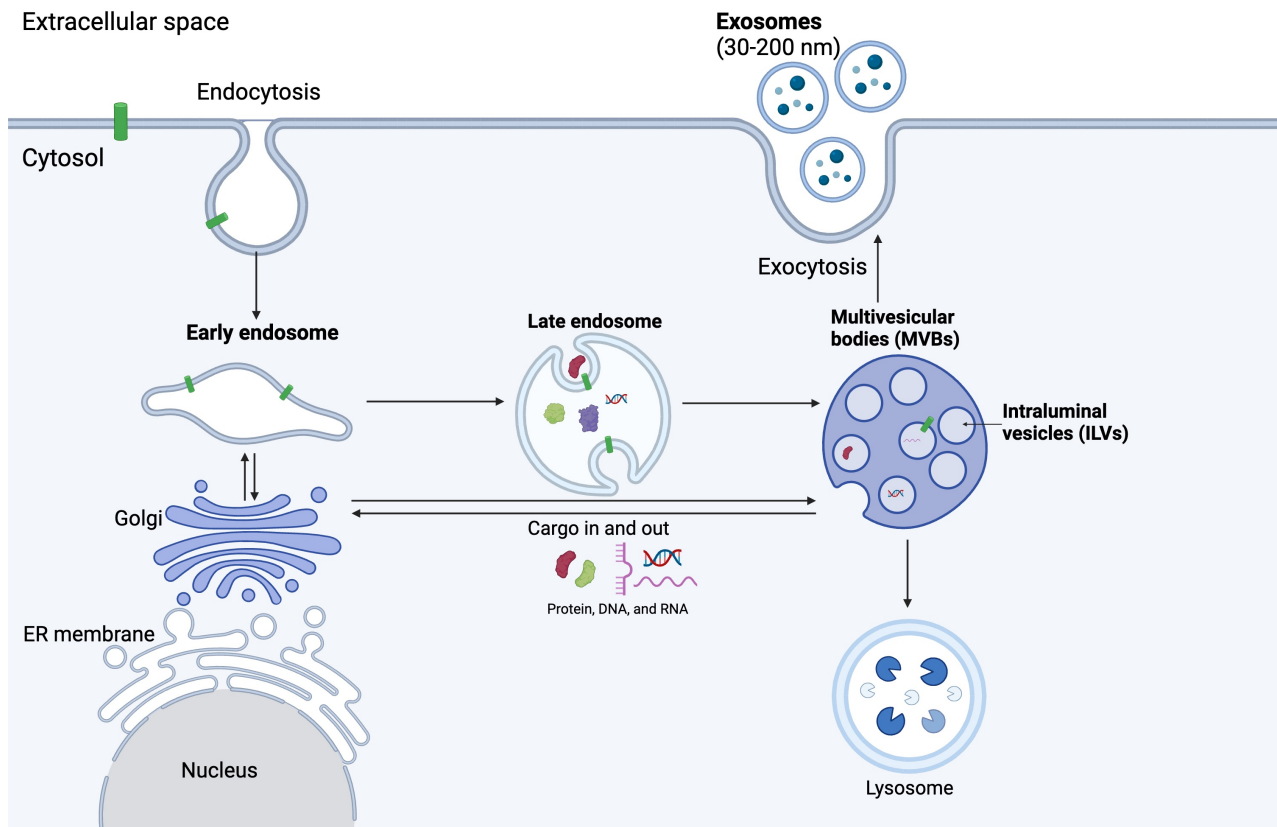 Extracellular space
Exosomes
(30-200 nm)
Endocytosis
Cytosol
Exocytosis
Early endosome
Late endosome
Multivesicular
bodies (MVBs)
Intraluminal
vesicles (ILVs)
Golgi
Cargo in and out
Protein, DNA, and RNA
ER membrane
Nucleus
Lysosome